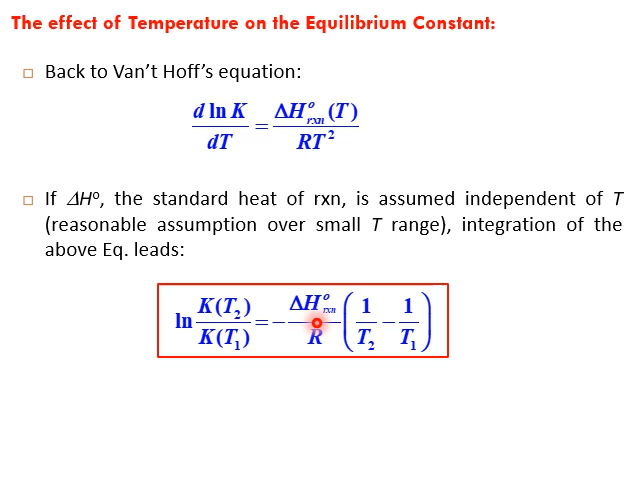 The effect of Temperature on the Equilibrium Constant:
□ Back to Van't Hoff's equation:
d ln K / dT = ΔH°rxn (T) / RT²
□ If ΔH°, the standard heat of rxn, is assumed independent of T
(reasonable assumption over small T range), integration of the
above Eq. leads:
ln K(T₂) / K(T₁) = − ΔH°rxn / R (1 / T₂ − 1 / T₁)